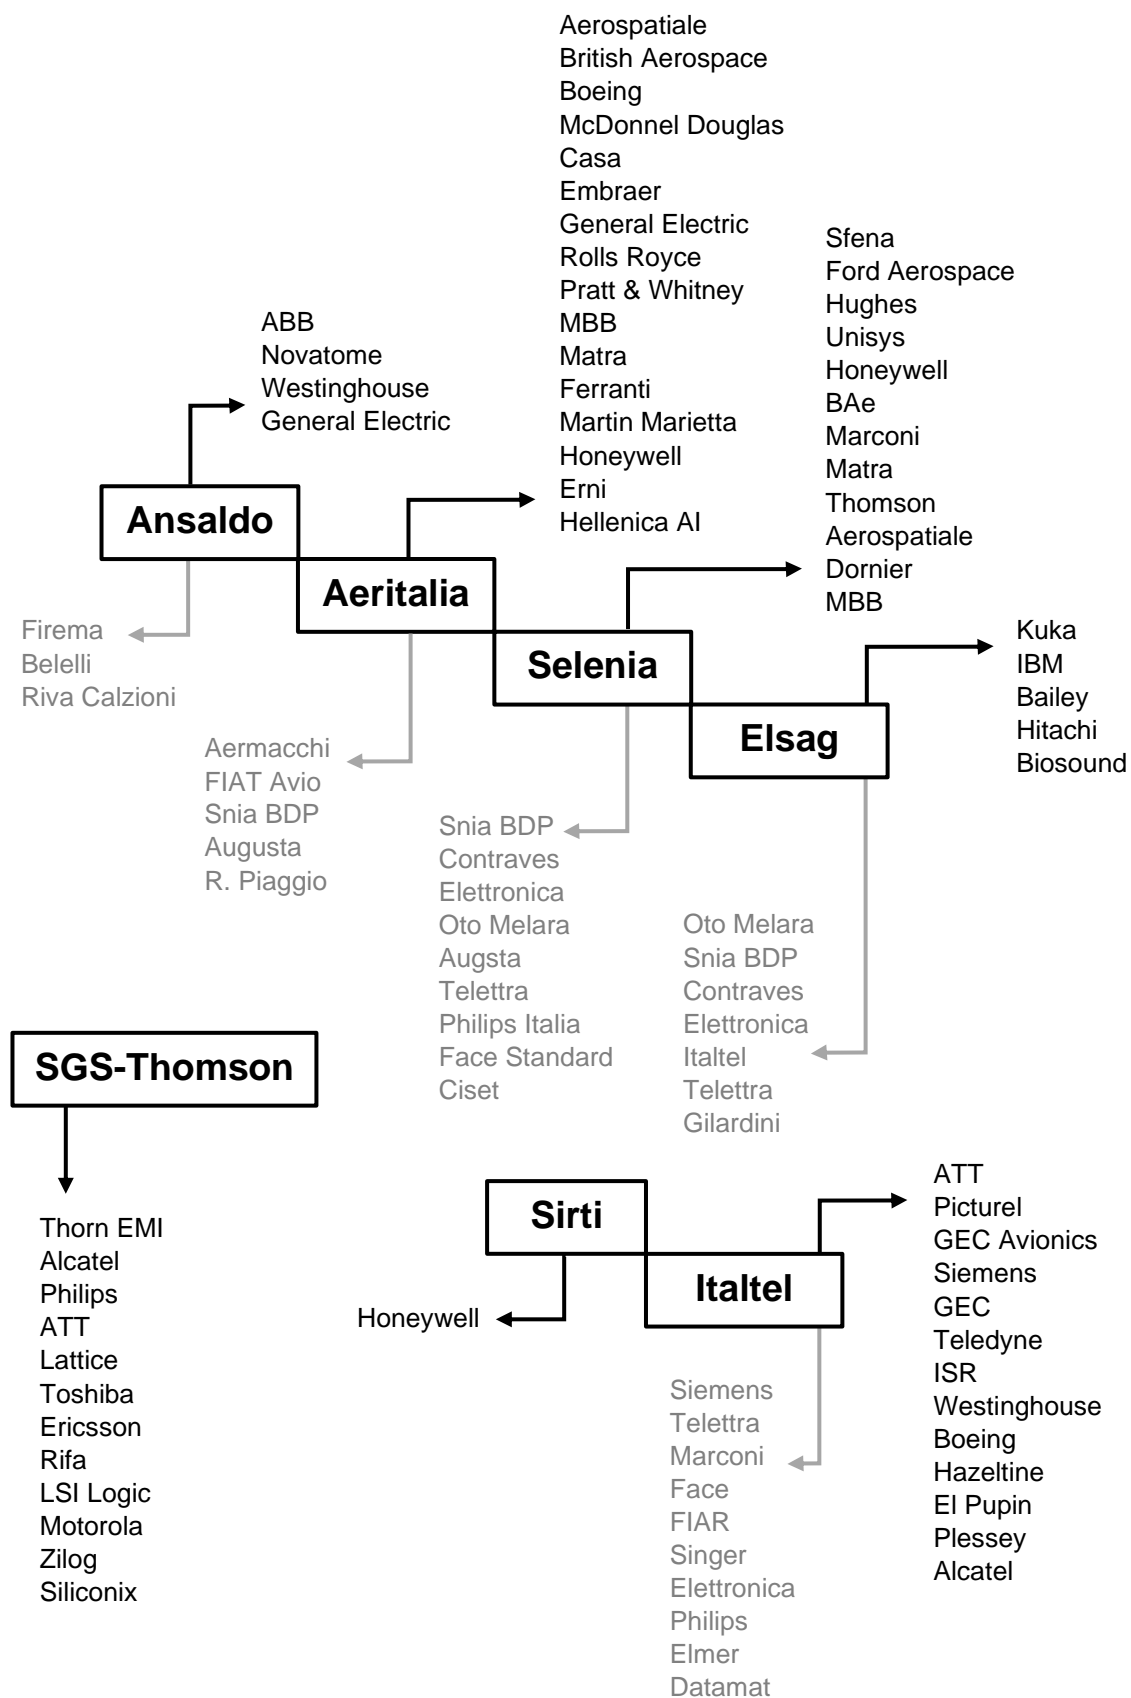 Aerospatiale
British Aerospace
Boeing
McDonnel Douglas
Casa
Embraer
General Electric
Rolls Royce
Pratt & Whitney
MBB
Matra
Ferranti
Martin Marietta
Honeywell
Erni
Hellenica AI
Sfena
Ford Aerospace
Hughes
Unisys
Honeywell
BAe
Marconi
Matra
Thomson
Aerospatiale
Dornier
MBB
ABB
Novatome
Westinghouse
General Electric
Ansaldo
Aeritalia
Selenia
Elsag
Kuka
IBM
Bailey
Hitachi
Biosound
Firema
Belelli
Riva Calzioni
Aermacchi
FIAT Avio
Snia BDP
Augusta
R. Piaggio
Snia BDP
Contraves
Elettronica
Oto Melara
Augsta
Telettra
Philips Italia
Face Standard
Ciset
Oto Melara
Snia BDP
Contraves
Elettronica
Italtel
Telettra
Gilardini
SGS-Thomson
Thorn EMI
Alcatel
Philips
ATT
Lattice
Toshiba
Ericsson
Rifa
LSI Logic
Motorola
Zilog
Siliconix
Sirti
Italtel
Honeywell
ATT
Picturel
GEC Avionics
Siemens
GEC
Teledyne
ISR
Westinghouse
Boeing
Hazeltine
El Pupin
Plessey
Alcatel
Siemens
Telettra
Marconi
Face
FIAR
Singer
Elettronica
Philips
Elmer
Datamat